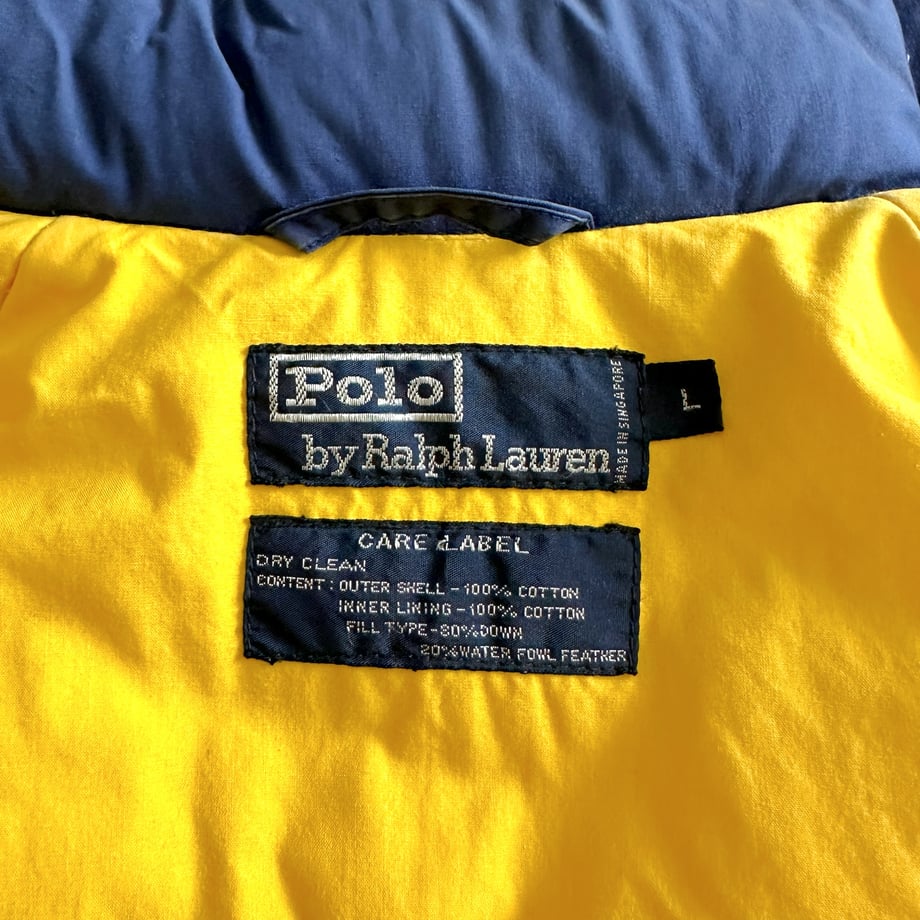 Polo
by Ralph Lauren
MADE IN SINGAPORE
L
CARE LABEL
DRY CLEAN
CONTENT : OUTER SHELL - 100% COTTON
INNER LINING - 100% COTTON
FILL TYPE - 80% DOWN
20% WATER FOWL FEATHER